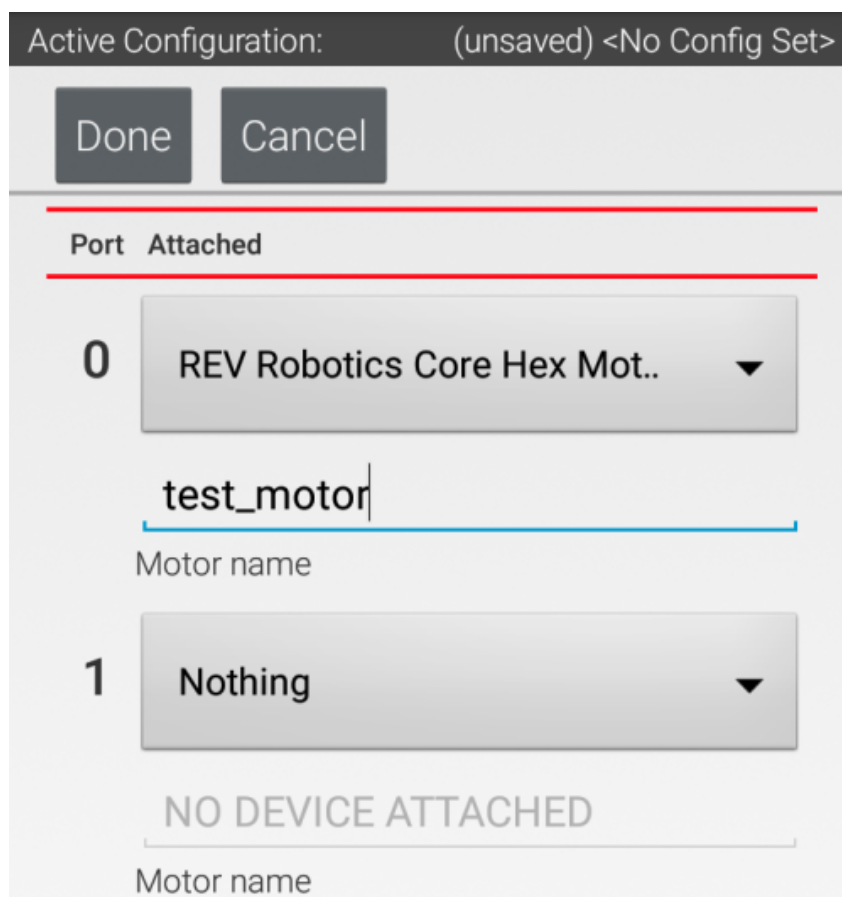 Active Configuration: (unsaved) <No Config Set>
Done Cancel
Port Attached
0 REV Robotics Core Hex Mot..
test_motor
Motor name
1 Nothing
NO DEVICE ATTACHED
Motor name